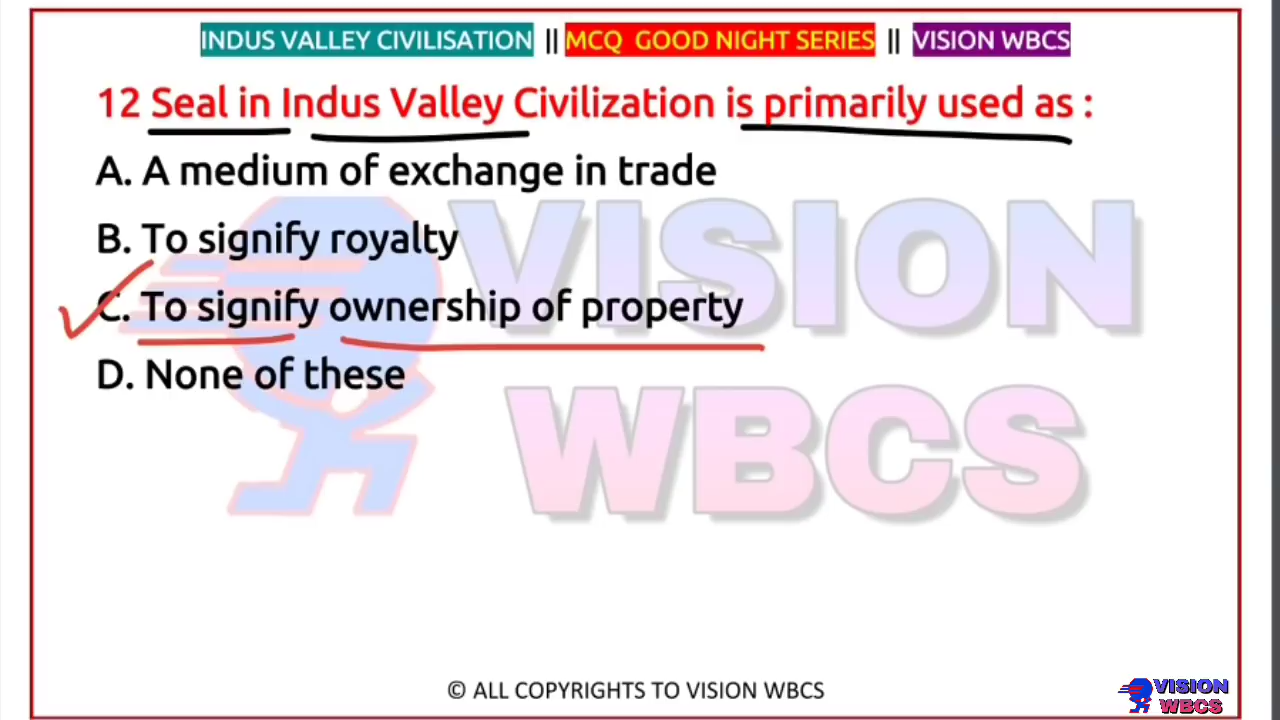 INDUS VALLEY CIVILISATION || MCQ GOOD NIGHT SERIES || VISION WBCS
12 Seal in Indus Valley Civilization is primarily used as :
A. A medium of exchange in trade
B. To signify royalty
C. To signify ownership of property
D. None of these
VISION
WBCS
© ALL COPYRIGHTS TO VISION WBCS
VISION
WBCS